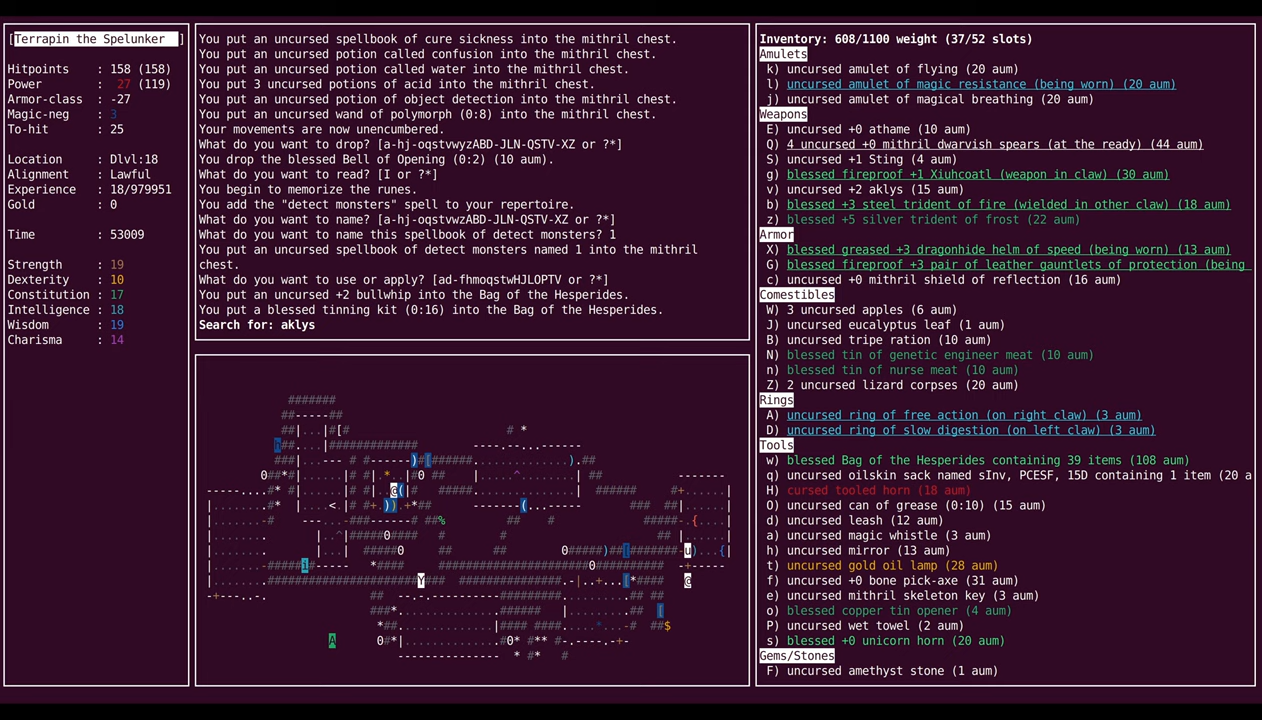 [Terrapin the Spelunker ]
Hitpoints : 158 (158)
Power : 27 (119)
Armor-class : -27
Magic-neg : 3
To-hit : 25
Location : Dlvl:18
Alignment : Lawful
Experience : 18/979951
Gold : 0
Time : 53009
Strength : 19
Dexterity : 10
Constitution : 17
Intelligence : 18
Wisdom : 19
Charisma : 14
You put an uncursed spellbook of cure sickness into the mithril chest.
You put an uncursed potion called confusion into the mithril chest.
You put an uncursed potion called water into the mithril chest.
You put 3 uncursed potions of acid into the mithril chest.
You put an uncursed potion of object detection into the mithril chest.
You put an uncursed wand of polymorph (0:8) into the mithril chest.
Your movements are now unencumbered.
What do you want to drop? [a-hj-oqstvwyzABD-JLN-QSTV-XZ or ?*]
You drop the blessed Bell of Opening (0:2) (10 aum).
What do you want to read? [I or ?*]
You begin to memorize the runes.
You add the "detect monsters" spell to your repertoire.
What do you want to name? [a-hj-oqstvwyzABD-JLN-QSTV-XZ or ?*]
What do you want to name this spellbook of detect monsters? 1
You put an uncursed spellbook of detect monsters named 1 into the mithril
chest.
What do you want to use or apply? [ad-fhmoqstwHJLOPTV or ?*]
You put an uncursed +2 bullwhip into the Bag of the Hesperides.
You put a blessed tinning kit (0:16) into the Bag of the Hesperides.
Search for: aklys
Inventory: 608/1100 weight (37/52 slots)
Amulets
k) uncursed amulet of flying (20 aum)
l) uncursed amulet of magic resistance (being worn) (20 aum)
j) uncursed amulet of magical breathing (20 aum)
Weapons
E) uncursed +0 athame (10 aum)
Q) 4 uncursed +0 mithril dwarvish spears (at the ready) (44 aum)
S) uncursed +1 Sting (4 aum)
g) blessed fireproof +1 Xiuhcoatl (weapon in claw) (30 aum)
v) uncursed +2 aklys (15 aum)
b) blessed +3 steel trident of fire (wielded in other claw) (18 aum)
z) blessed +5 silver trident of frost (22 aum)
Armor
X) blessed greased +3 dragonhide helm of speed (being worn) (13 aum)
G) blessed fireproof +3 pair of leather gauntlets of protection (being
c) uncursed +0 mithril shield of reflection (16 aum)
Comestibles
W) 3 uncursed apples (6 aum)
J) uncursed eucalyptus leaf (1 aum)
B) uncursed tripe ration (10 aum)
N) blessed tin of genetic engineer meat (10 aum)
n) blessed tin of nurse meat (10 aum)
Z) 2 uncursed lizard corpses (20 aum)
Rings
A) uncursed ring of free action (on right claw) (3 aum)
D) uncursed ring of slow digestion (on left claw) (3 aum)
Tools
w) blessed Bag of the Hesperides containing 39 items (108 aum)
q) uncursed oilskin sack named sInv, PCESF, 15D containing 1 item (20 a
H) cursed tooled horn (18 aum)
O) uncursed can of grease (0:10) (15 aum)
d) uncursed leash (12 aum)
a) uncursed magic whistle (3 aum)
h) uncursed mirror (13 aum)
t) uncursed gold oil lamp (28 aum)
f) uncursed +0 bone pick-axe (31 aum)
e) uncursed mithril skeleton key (3 aum)
o) blessed copper tin opener (4 aum)
P) uncursed wet towel (2 aum)
s) blessed +0 unicorn horn (20 aum)
Gems/Stones
F) uncursed amethyst stone (1 aum)